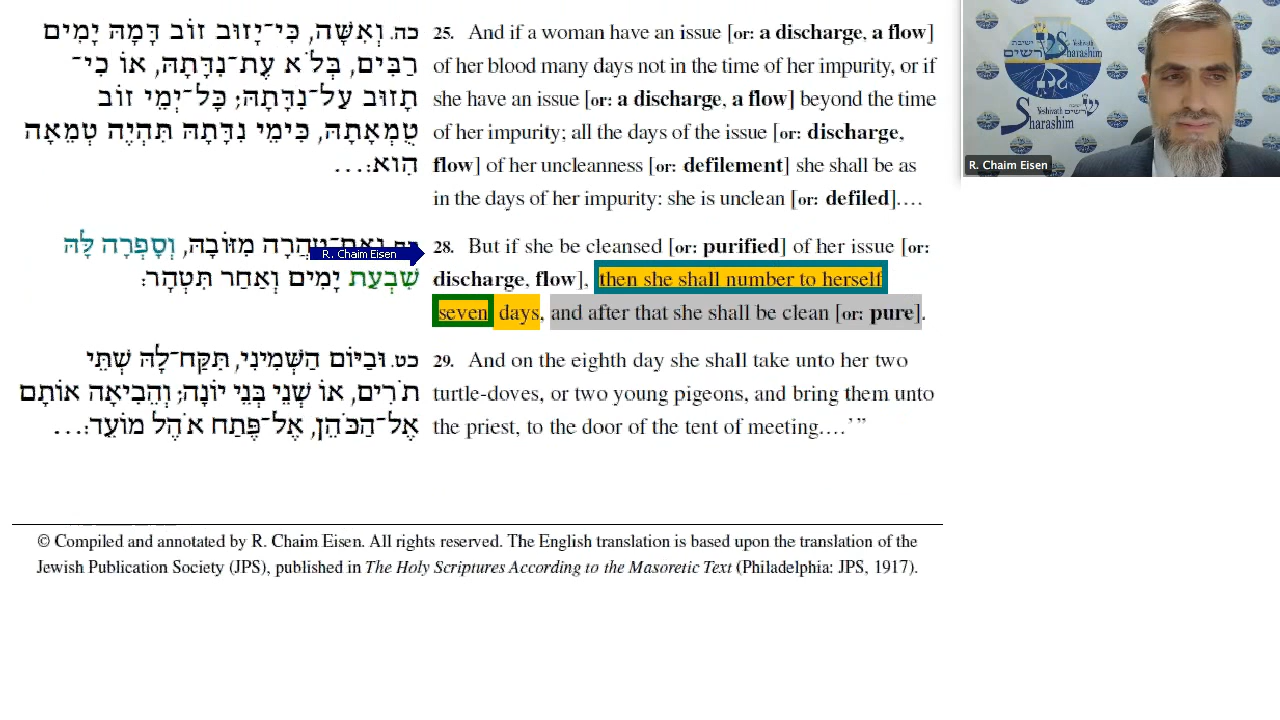 כה. וְאִשָּׁה, כִּי־יָזוּב זוֹב דָּמָהּ יָמִים
רַבִּים, בְּלֹא עֶת־נִדָּתָהּ, אוֹ כִי־
תָזוּב עַל־נִדָּתָהּ; כָּל־יְמֵי זוֹב
טֻמְאָתָהּ, כִּימֵי נִדָּתָהּ תִּהְיֶה טְמֵאָה
הִוא:...
25. And if a woman have an issue [or: a discharge, a flow]
of her blood many days not in the time of her impurity, or if
she have an issue [or: a discharge, a flow] beyond the time
of her impurity; all the days of the issue [or: discharge,
flow] of her uncleanness [or: defilement] she shall be as
in the days of her impurity: she is unclean [or: defiled]....
טָהֲרָה מִזּוֹבָהּ, וְסָפְרָה לָּהּ
שִׁבְעַת יָמִים וְאַחַר תִּטְהָר:
R. Chaim Eisen
28. But if she be cleansed [or: purified] of her issue [or:
discharge, flow], then she shall number to herself
seven days, and after that she shall be clean [or: pure].
כט. וּבַיּוֹם הַשְּׁמִינִי, תִּקַּח־לָהּ שְׁתֵּי
תֹרִים, אוֹ שְׁנֵי בְּנֵי יוֹנָה; וְהֵבִיאָה אוֹתָם
אֶל־הַכֹּהֵן, אֶל־פֶּתַח אֹהֶל מוֹעֵד:...
29. And on the eighth day she shall take unto her two
turtle-doves, or two young pigeons, and bring them unto
the priest, to the door of the tent of meeting....’”
© Compiled and annotated by R. Chaim Eisen. All rights reserved. The English translation is based upon the translation of the
Jewish Publication Society (JPS), published in The Holy Scriptures According to the Masoretic Text (Philadelphia: JPS, 1917).
ישיבת
שרשים
Yeshivath
Sharashim
Yeshivath
Sharashim
R. Chaim Eisen